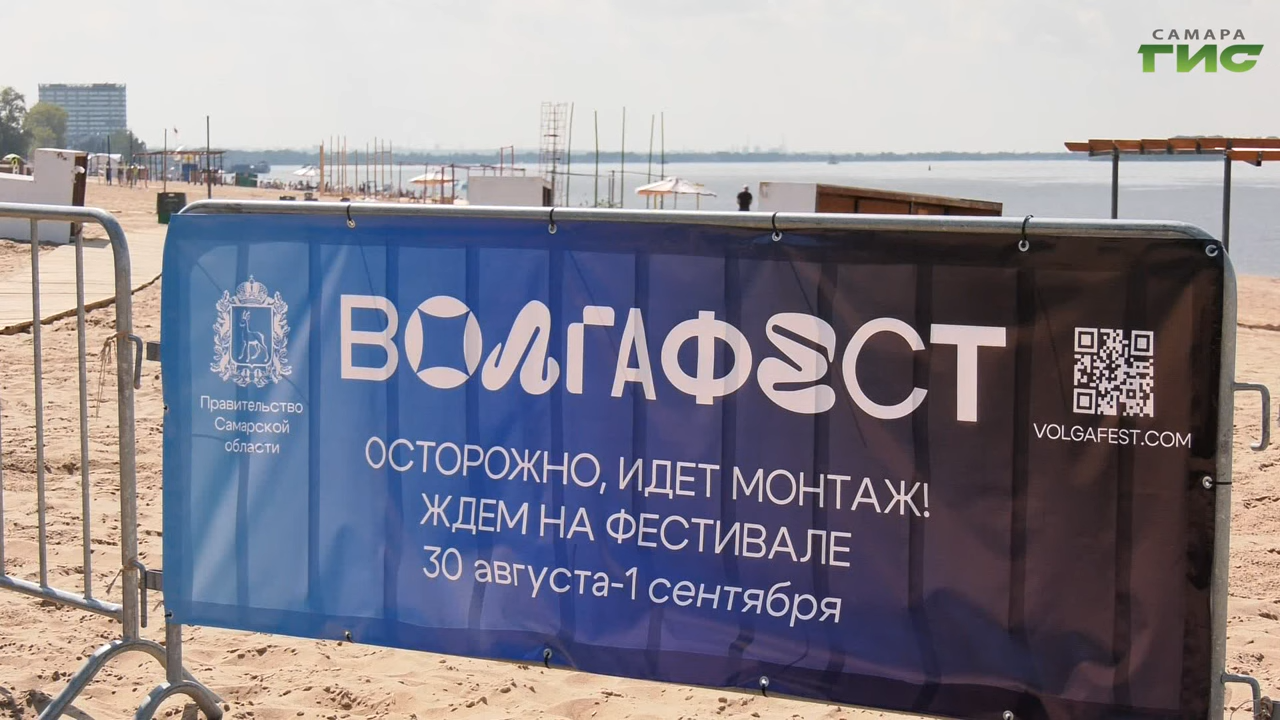 САМАРА
ГИС
ВОЛГАФЕСТ
Правительство
Самарской
области
VOLGAFEST.COM
ОСТОРОЖНО, ИДЕТ МОНТАЖ!
ЖДЕМ НА ФЕСТИВАЛЕ
30 августа-1 сентября